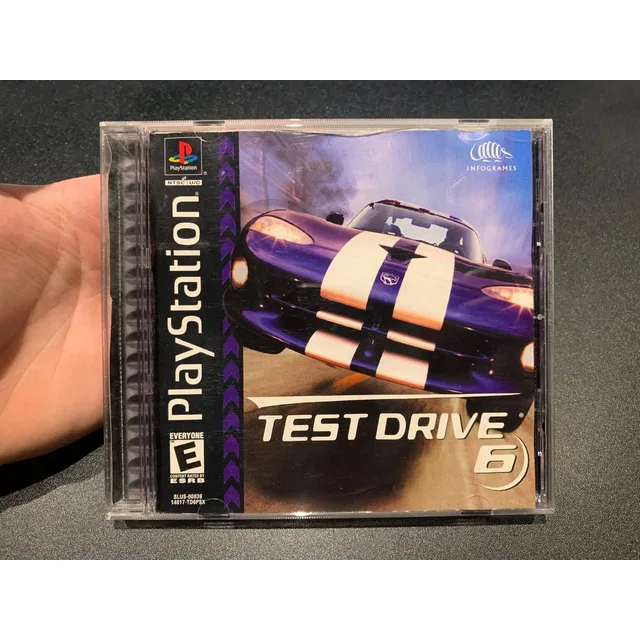 PlayStation
NTSC U/C
PlayStation
INFOGRAMES
TEST DRIVE
6
EVERYONE
E
CONTENT RATED BY
ESRB
SLUS-00839
14017-TD6PSX